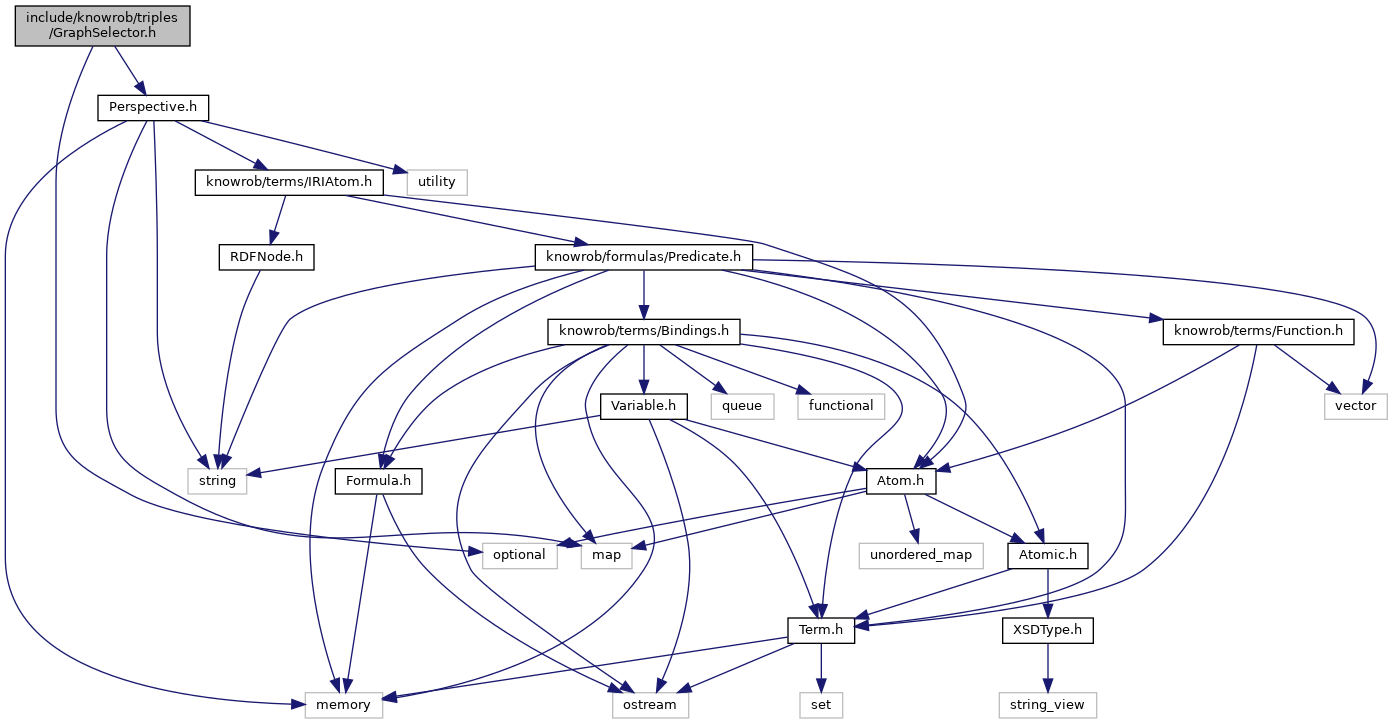 include/knowrob/triples
/GraphSelector.h
Perspective.h
knowrob/terms/IRIAtom.h
utility
RDFNode.h
knowrob/formulas/Predicate.h
knowrob/terms/Bindings.h
knowrob/terms/Function.h
Variable.h
queue
functional
vector
string
Formula.h
Atom.h
optional
map
unordered_map
Atomic.h
Term.h
XSDType.h
memory
ostream
set
string_view